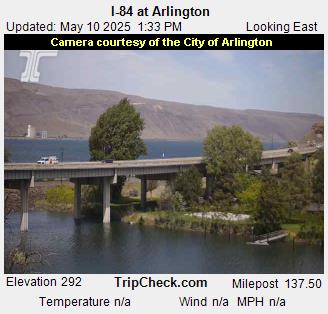 I-84 at Arlington
Updated: May 10 2025 1:33 PM Looking East
Camera courtesy of the City of Arlington
Elevation 292 TripCheck.com Milepost 137.50
Temperature n/a Wind n/a MPH n/a